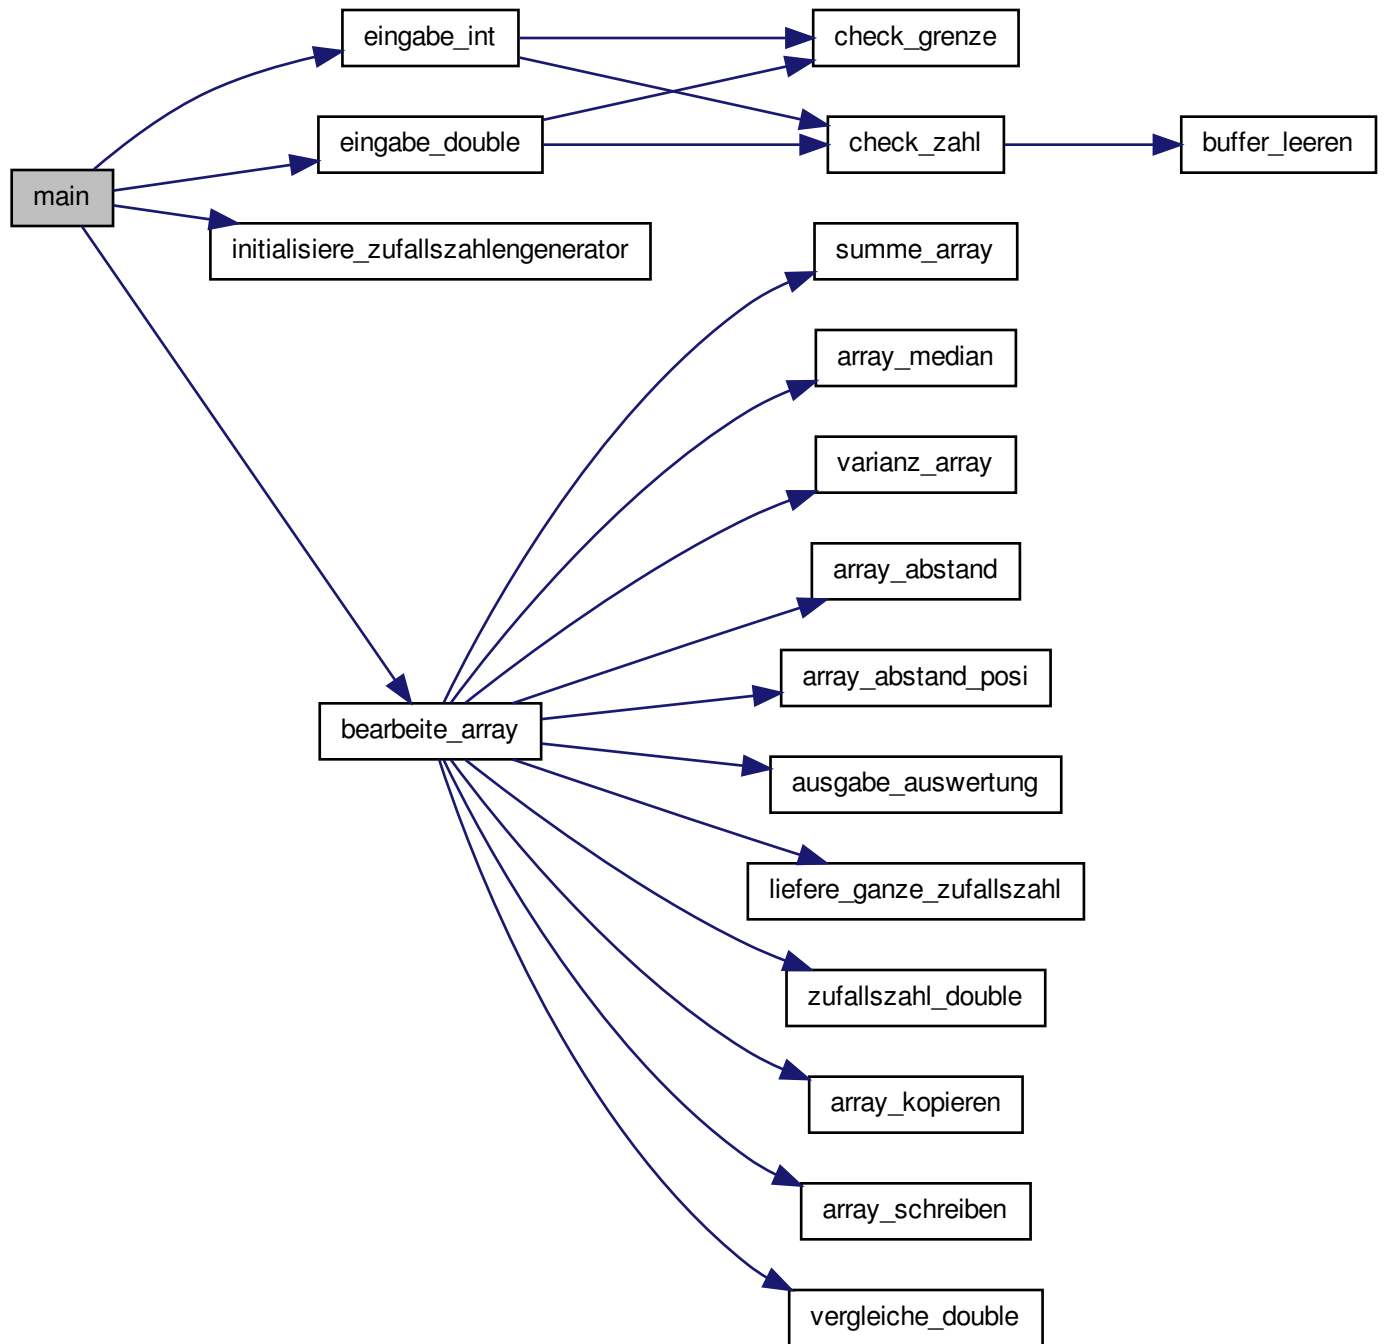 eingabe_int
check_grenze
eingabe_double
check_zahl
buffer_leeren
main
initialisiere_zufallszahlengenerator
summe_array
array_median
varianz_array
array_abstand
array_abstand_posi
bearbeite_array
ausgabe_auswertung
liefere_ganze_zufallszahl
zufallszahl_double
array_kopieren
array_schreiben
vergleiche_double